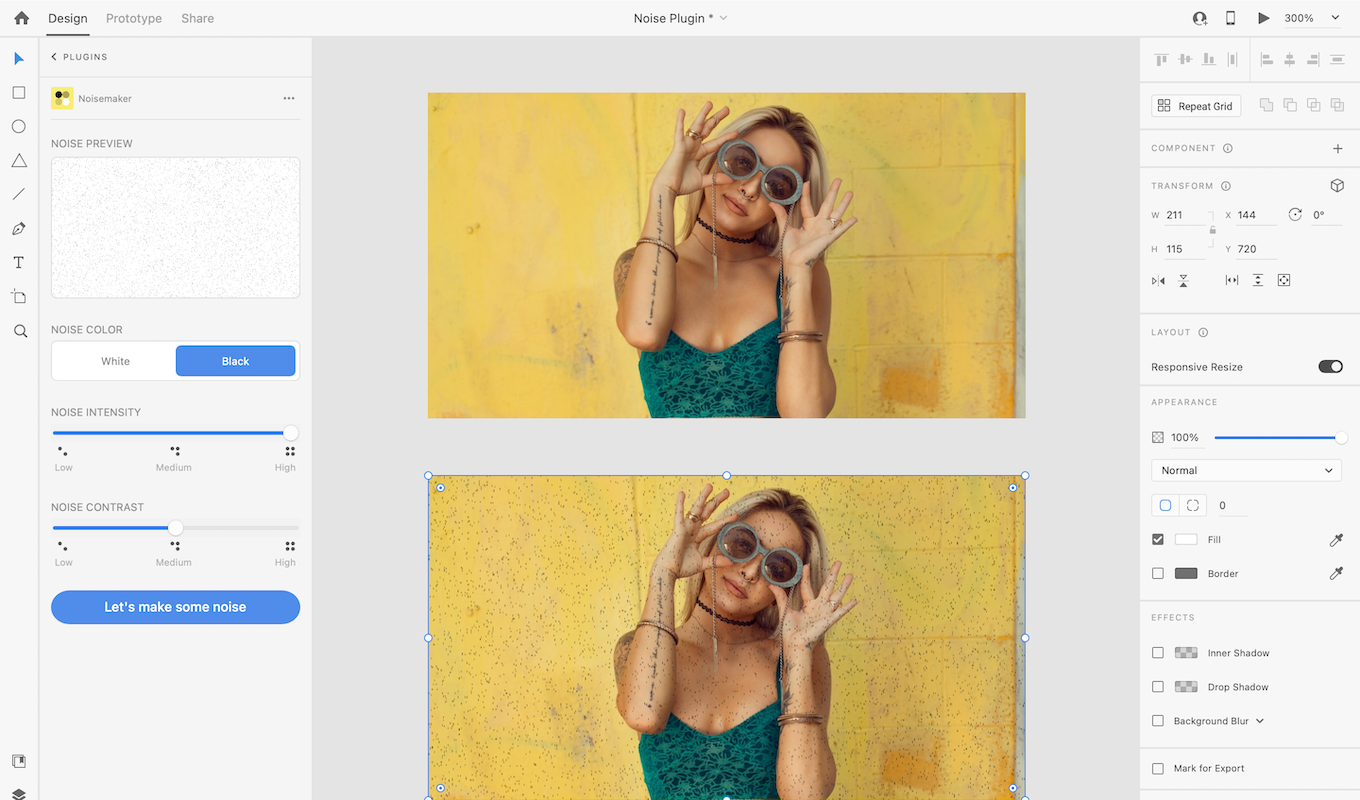 Design Prototype Share
Noise Plugin *
300%
PLUGINS
Noisemaker
NOISE PREVIEW
NOISE COLOR
White Black
NOISE INTENSITY
Low Medium High
NOISE CONTRAST
Low Medium High
Let's make some noise
Repeat Grid
COMPONENT
TRANSFORM
W 211 X 144 0°
H 115 Y 720
LAYOUT
Responsive Resize
APPEARANCE
100%
Normal
0
Fill
Border
EFFECTS
Inner Shadow
Drop Shadow
Background Blur
Mark for Export